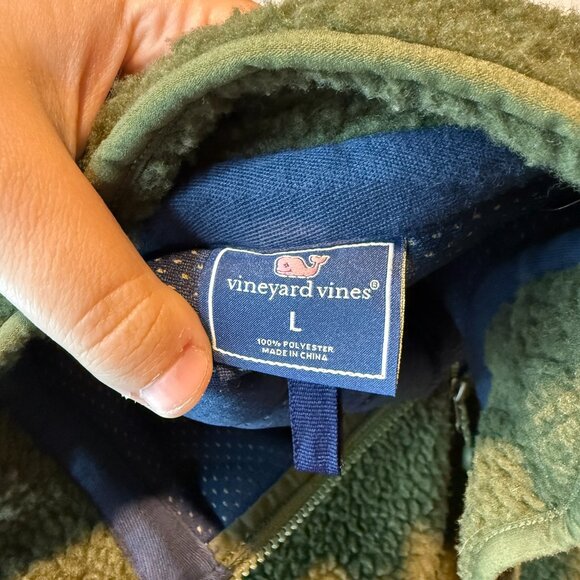 vineyard vines®
L
100% POLYESTER
MADE IN CHINA